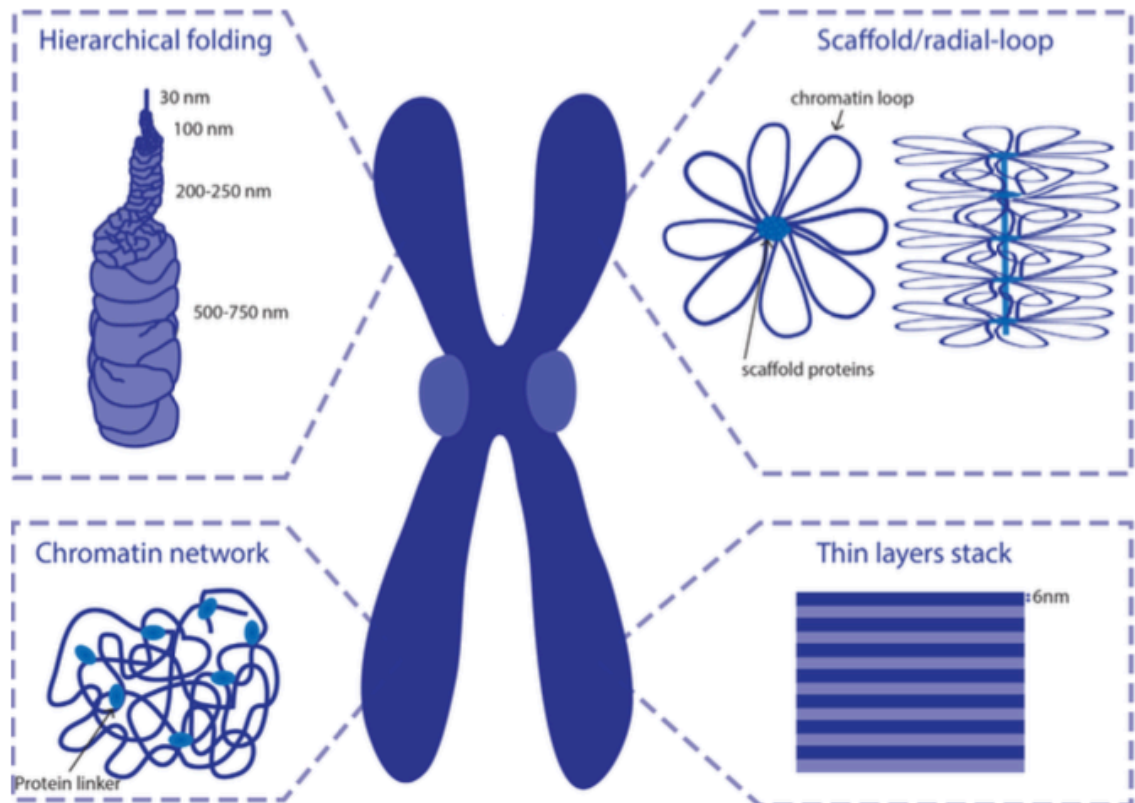 Hierarchical folding
30 nm
100 nm
200-250 nm
500-750 nm
Scaffold/radial-loop
chromatin loop
scaffold proteins
Chromatin network
Protein linker
Thin layers stack
6nm